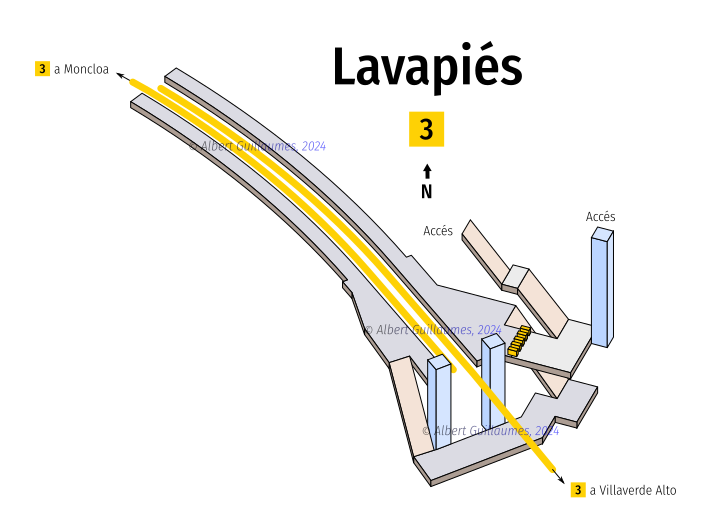 Lavapiés
3 a Moncloa
3
© Albert Guillaumes, 2024
N
Accés
Accés
© Albert Guillaumes, 2024
© Albert Guillaumes, 2024
3 a Villaverde Alto